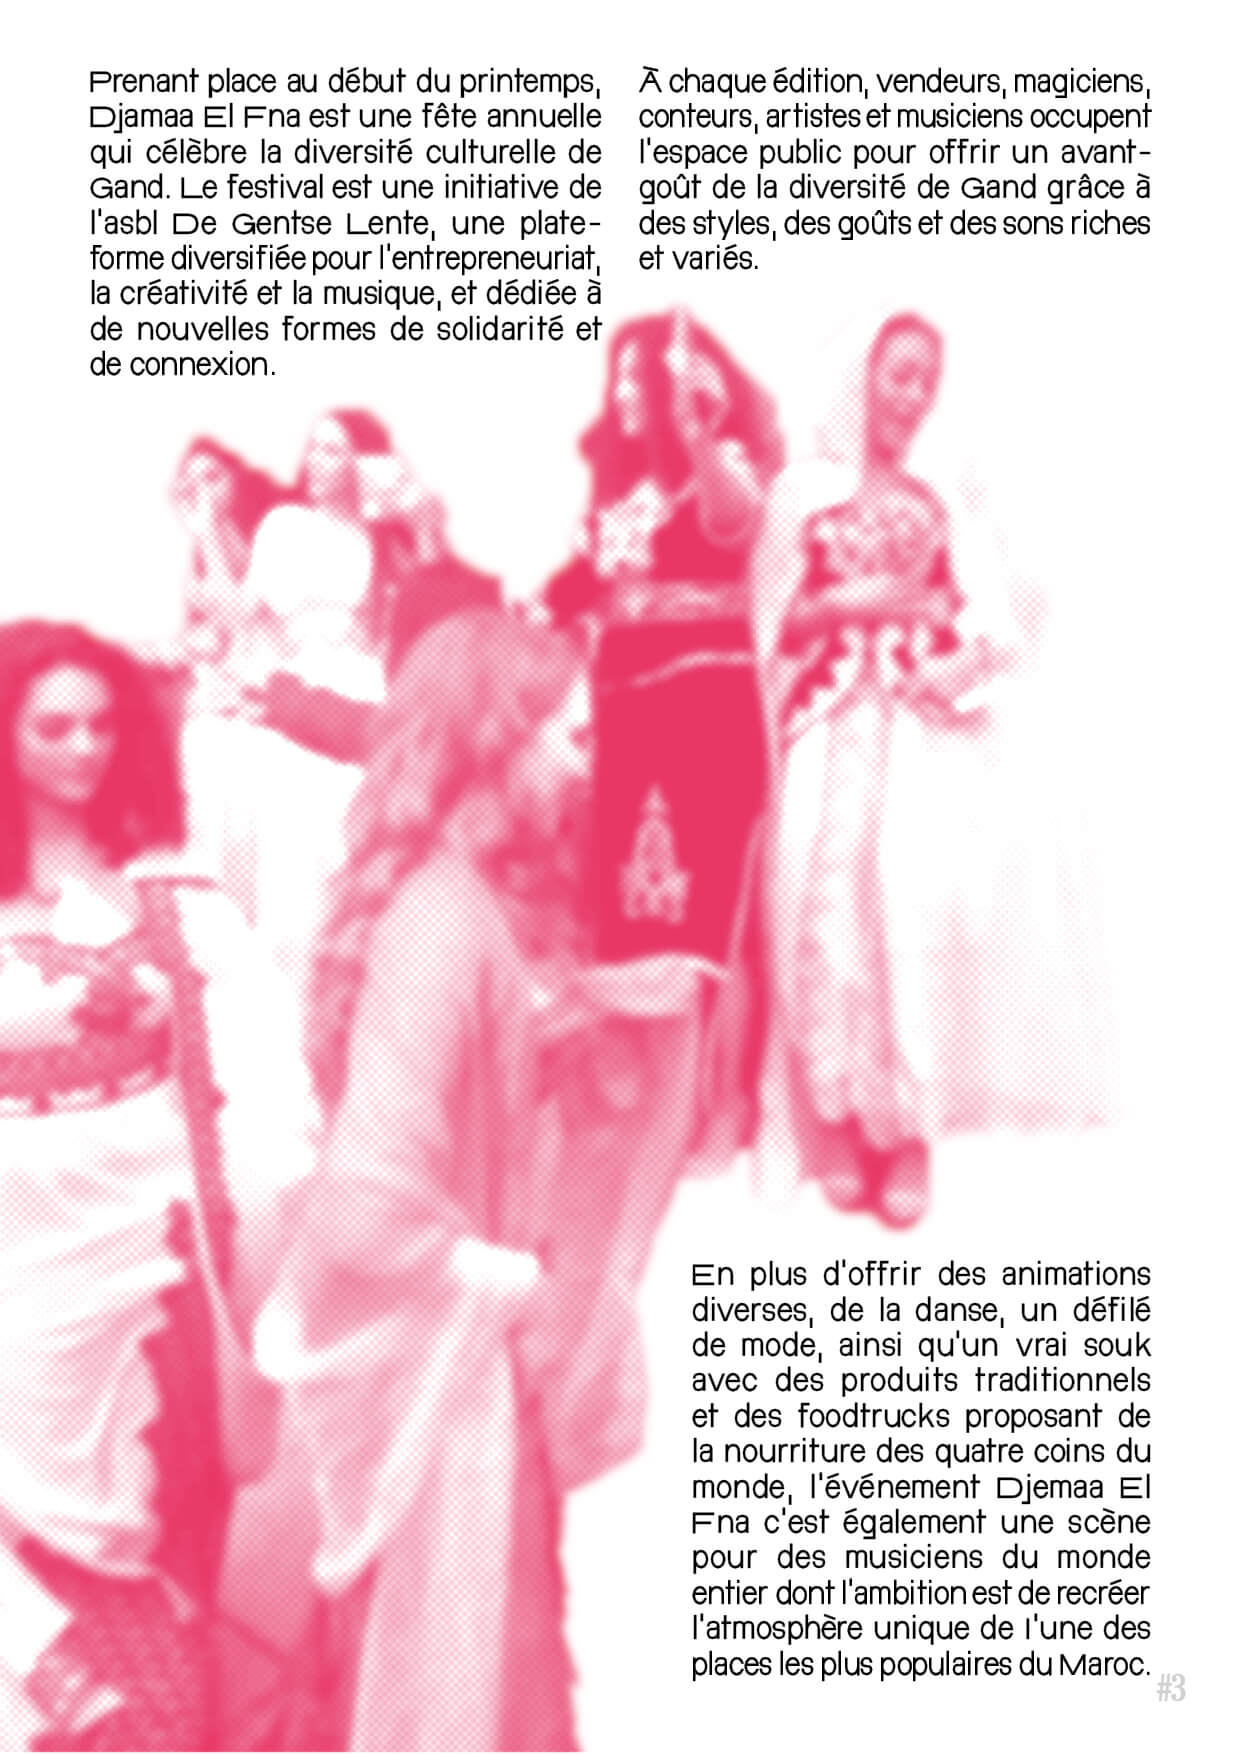 Prenant place au début du printemps,
Djamaa El Fna est une fête annuelle
qui célèbre la diversité culturelle de
Gand. Le festival est une initiative de
l'asbl De Gentse Lente, une plate-
forme diversifiée pour l'entrepreneuriat,
la créativité et la musique, et dédiée à
de nouvelles formes de solidarité et
de connexion.
À chaque édition, vendeurs, magiciens,
conteurs, artistes et musiciens occupent
l'espace public pour offrir un avant-
goût de la diversité de Gand grâce à
des styles, des goûts et des sons riches
et variés.
En plus d'offrir des animations
diverses, de la danse, un défilé
de mode, ainsi qu'un vrai souk
avec des produits traditionnels
et des foodtrucks proposant de
la nourriture des quatre coins du
monde, l'événement Djemaa El
Fna c'est également une scène
pour des musiciens du monde
entier dont l'ambition est de recréer
l'atmosphère unique de l'une des
places les plus populaires du Maroc.
#3